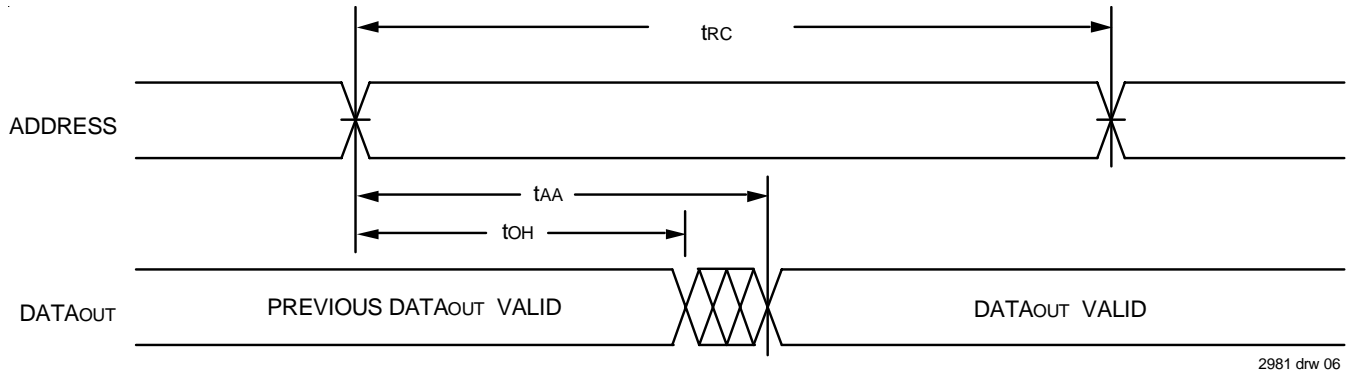 tRC
ADDRESS
tAA
tOH
PREVIOUS DATAOUT VALID
DATAOUT VALID
DATAOUT
2981 drw 06